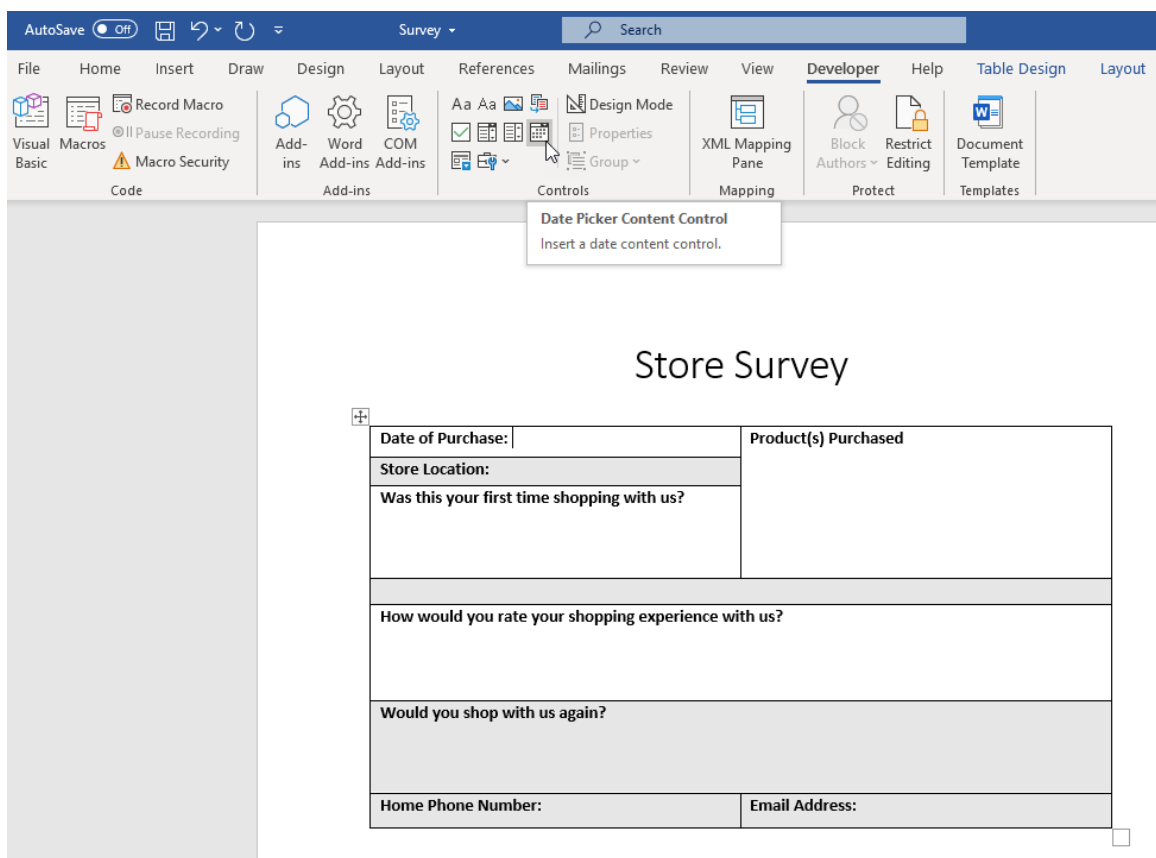 AutoSave Off Survey Search
File Home Insert Draw Design Layout References Mailings Review View Developer Help Table Design Layout
Visual Basic
Macros
Record Macro
Pause Recording
Macro Security
Code
Add-ins
Word Add-ins
COM Add-ins
Add-ins
Aa Aa
Design Mode
Properties
Group
Controls
XML Mapping Pane
Mapping
Block Authors
Restrict Editing
Protect
Document Template
Templates
Date Picker Content Control
Insert a date content control.
Store Survey
Date of Purchase:
Product(s) Purchased
Store Location:
Was this your first time shopping with us?
How would you rate your shopping experience with us?
Would you shop with us again?
Home Phone Number:
Email Address: